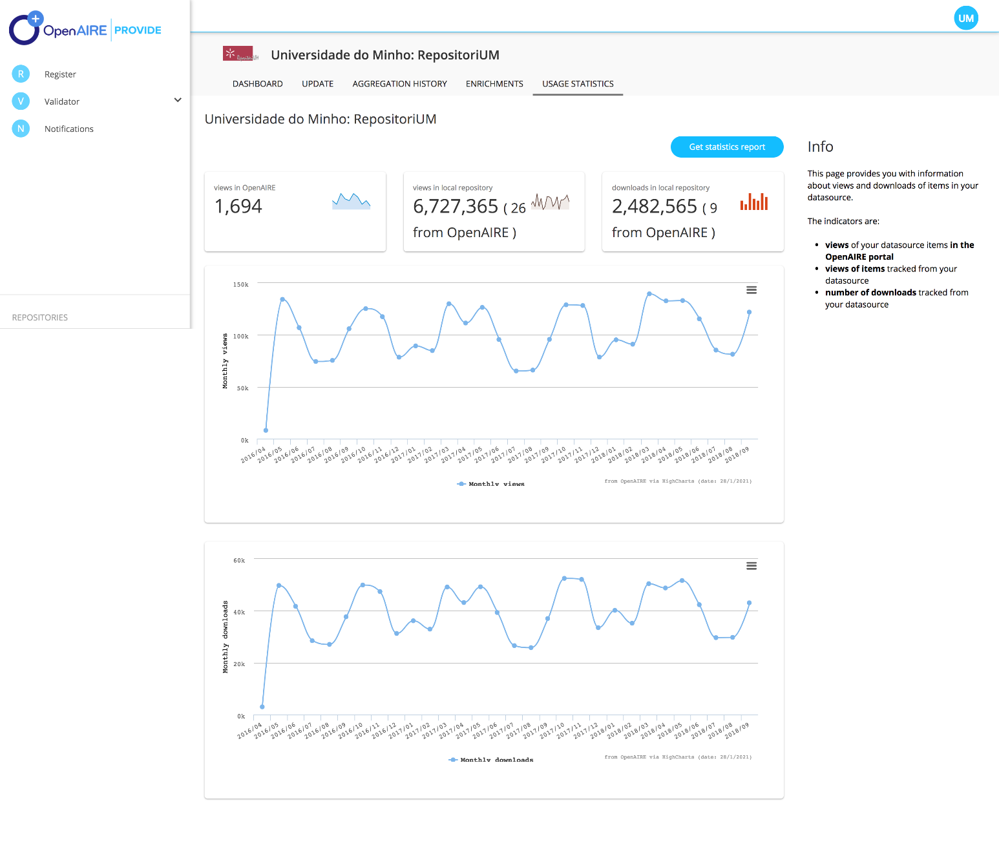 OpenAIRE PROVIDE
UM
R Register
V Validator
N Notifications
REPOSITORIES
RepositóriUM
Universidade do Minho: RepositoriUM
DASHBOARD UPDATE AGGREGATION HISTORY ENRICHMENTS USAGE STATISTICS
Universidade do Minho: RepositoriUM
Get statistics report
views in OpenAIRE
1,694
views in local repository
6,727,365 ( 26
from OpenAIRE )
downloads in local repository
2,482,565 ( 9
from OpenAIRE )
Info
This page provides you with information
about views and downloads of items in your
datasource.
The indicators are:
• views of your datasource items in the
OpenAIRE portal
• views of items tracked from your
datasource
• number of downloads tracked from
your datasource
Monthly views
150k
100k
50k
0k
2016/04 2016/05 2016/06 2016/07 2016/08 2016/09 2016/10 2016/11 2016/12 2017/01 2017/02 2017/03 2017/04 2017/05 2017/06 2017/07 2017/08 2017/09 2017/10 2017/11 2017/12 2018/01 2018/02 2018/03 2018/04 2018/05 2018/06 2018/07 2018/08 2018/09
Monthly views
from OpenAIRE via HighCharts (date: 28/1/2021)
Monthly downloads
60k
40k
20k
0k
2016/04 2016/05 2016/06 2016/07 2016/08 2016/09 2016/10 2016/11 2016/12 2017/01 2017/02 2017/03 2017/04 2017/05 2017/06 2017/07 2017/08 2017/09 2017/10 2017/11 2017/12 2018/01 2018/02 2018/03 2018/04 2018/05 2018/06 2018/07 2018/08 2018/09
Monthly downloads
from OpenAIRE via HighCharts (date: 28/1/2021)